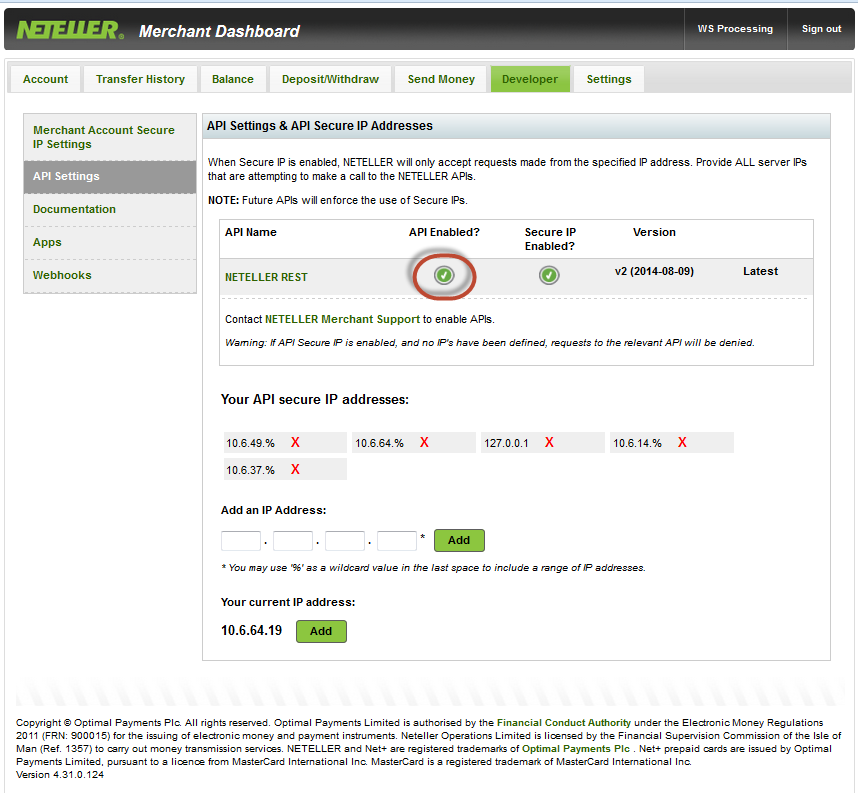 NETELLER® Merchant Dashboard WS Processing Sign out
Account Transfer History Balance Deposit/Withdraw Send Money Developer Settings
Merchant Account Secure
IP Settings
API Settings
Documentation
Apps
Webhooks
API Settings & API Secure IP Addresses
When Secure IP is enabled, NETELLER will only accept requests made from the specified IP address. Provide ALL server IPs
that are attempting to make a call to the NETELLER APIs.
NOTE: Future APIs will enforce the use of Secure IPs.
API Name API Enabled? Secure IP Version
Enabled?
NETELLER REST v2 (2014-08-09) Latest
Contact NETELLER Merchant Support to enable APIs.
Warning: If API Secure IP is enabled, and no IP's have been defined, requests to the relevant API will be denied.
Your API secure IP addresses:
10.6.49.% X 10.6.64.% X 127.0.0.1 X 10.6.14.% X
10.6.37.% X
Add an IP Address:
. . . * Add
* You may use '%' as a wildcard value in the last space to include a range of IP addresses.
Your current IP address:
10.6.64.19 Add
Copyright © Optimal Payments Plc. All rights reserved. Optimal Payments Limited is authorised by the Financial Conduct Authority under the Electronic Money Regulations
2011 (FRN: 900015) for the issuing of electronic money and payment instruments. Neteller Operations Limited is licensed by the Financial Supervision Commission of the Isle of
Man (Ref. 1357) to carry out money transmission services. NETELLER and Net+ are registered trademarks of Optimal Payments Plc . Net+ prepaid cards are issued by Optimal
Payments Limited, pursuant to a licence from MasterCard International Inc. MasterCard is a registered trademark of MasterCard International Inc.
Version 4.31.0.124